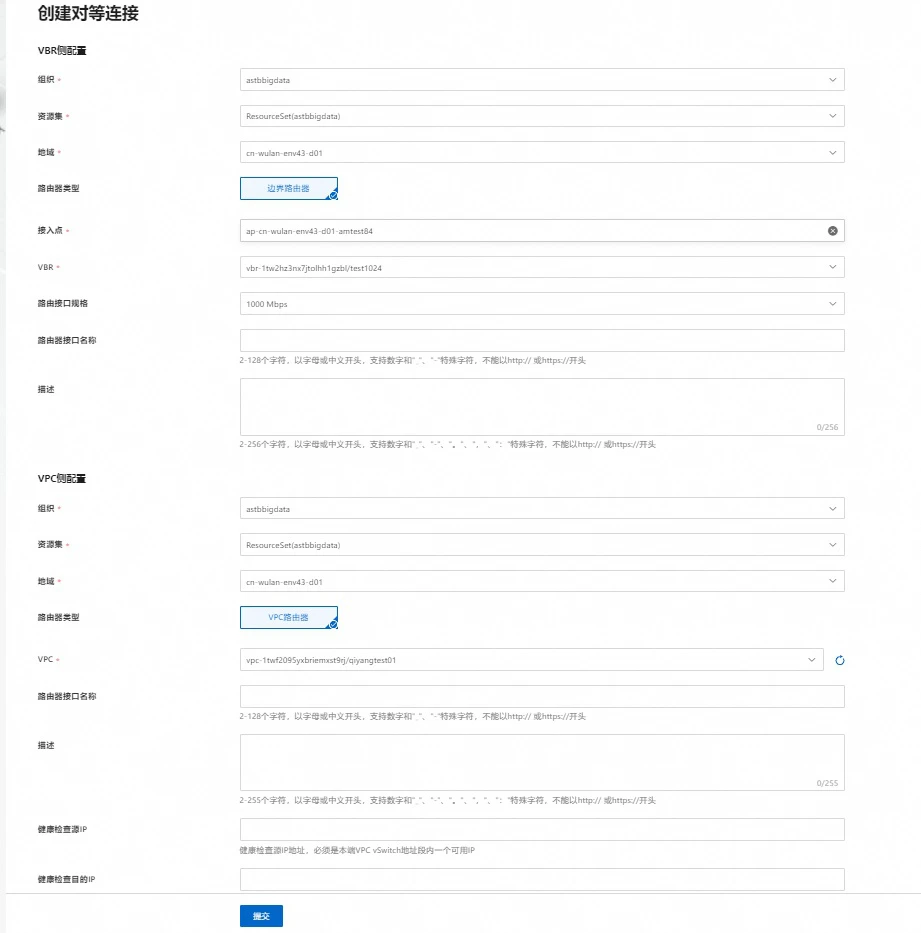 创建对等连接
VBR侧配置
组织 *
astbbigdata
资源集 *
ResourceSet(astbbigdata)
地域 *
cn-wulan-env43-d01
路由器类型
边界路由器
接入点 *
ap-cn-wulan-env43-d01-amtest84
VBR *
vbr-1tw2hz3nx7jtolhh1gzbl/test1024
路由接口规格
1000 Mbps
路由器接口名称
2-128个字符，以字母或中文开头，支持数字和"_"、"-"特殊字符，不能以http:// 或https://开头
描述
0/256
2-256个字符，以字母或中文开头，支持数字和"_"、"-"、"。"、"，"、"："特殊字符，不能以http:// 或https://开头
VPC侧配置
组织 *
astbbigdata
资源集 *
ResourceSet(astbbigdata)
地域 *
cn-wulan-env43-d01
路由器类型
VPC路由器
VPC *
vpc-1twf2095yxbriemxst9rj/qiyangtest01
路由器接口名称
2-128个字符，以字母或中文开头，支持数字和"_"、"-"特殊字符，不能以http:// 或https://开头
描述
0/255
2-255个字符，以字母或中文开头，支持数字和"_"、"-"、"。"、"，"、"："特殊字符，不能以http:// 或https://开头
健康检查源IP
健康检查源IP地址，必须是本端VPC vSwitch地址段内一个可用IP
健康检查目的IP
提交